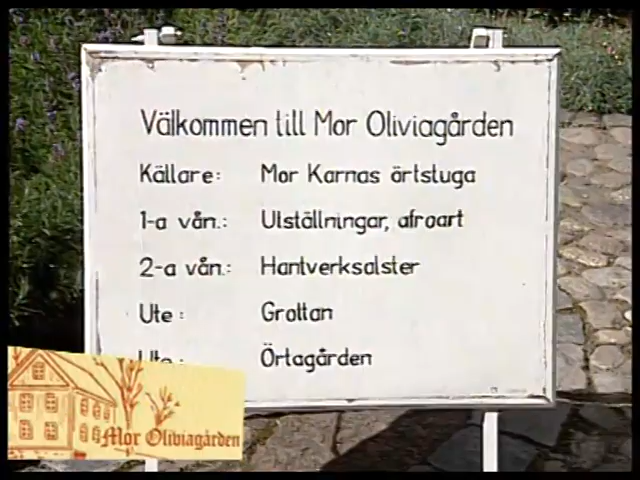 Välkommen till Mor Oliviagården
Källare: Mor Karnas örtstuga
1-a vån.: Utställningar, afroart
2-a vån.: Hantverksalster
Ute: Grottan
Ute: Örtagården
Mor Oliviagården